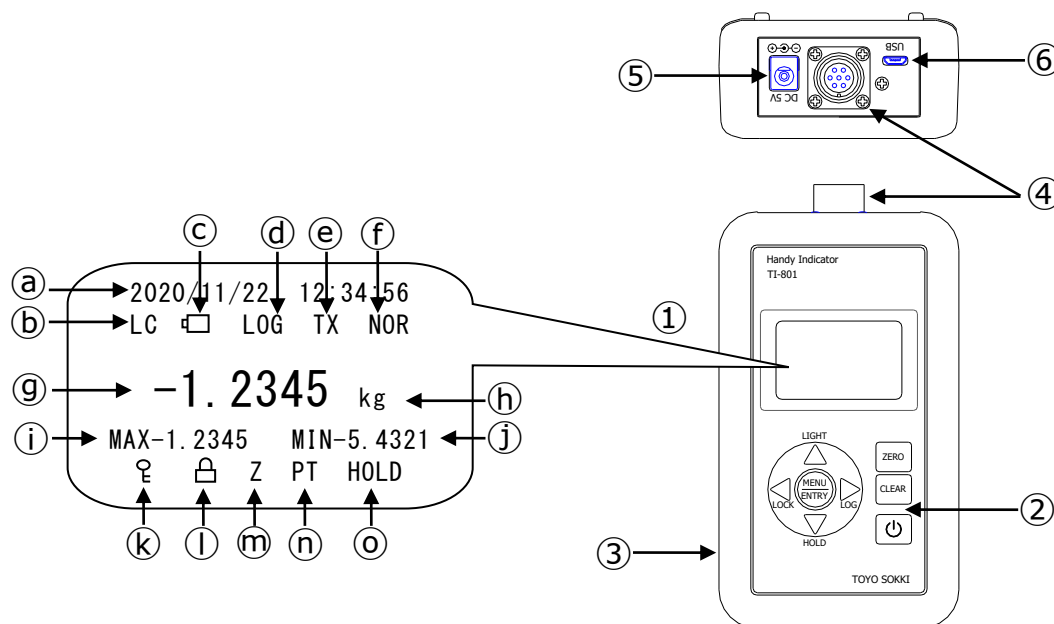 USB
DC 5V
⑤
⑥
④
Handy Indicator
TI-801
①
LIGHT
MENU
ENTRY
LOCK
LOG
HOLD
ZERO
CLEAR
②
③
TOYO SOKKI
ⓒ ⓓ ⓔ ⓕ
ⓐ 2020/11/22 12:34:56
ⓑ LC LOG TX NOR
ⓖ -1.2345 kg ⓗ
ⓘ MAX-1.2345 MIN-5.4321 ⓙ
Z PT HOLD
ⓚ ⓛ ⓜ ⓝ ⓞ